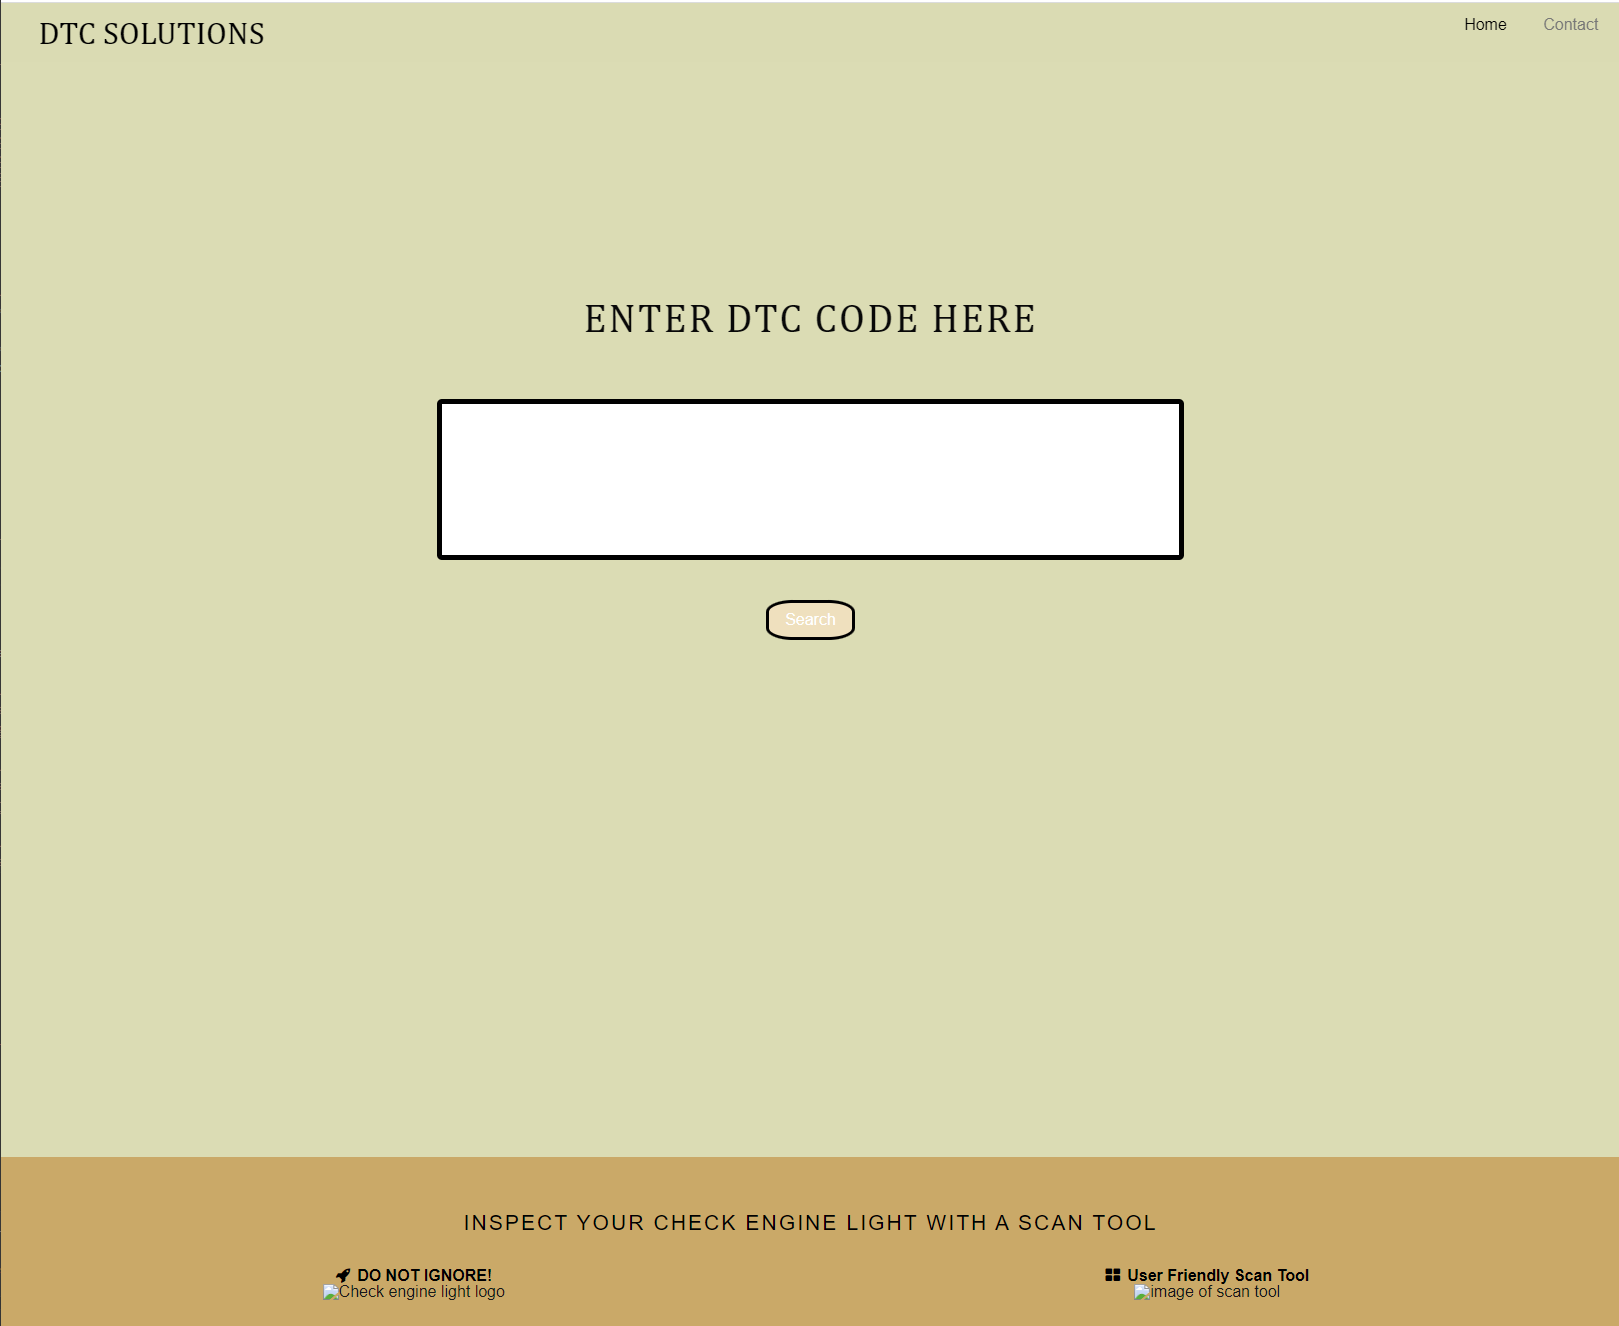 DTC SOLUTIONS
Home Contact
ENTER DTC CODE HERE
Search
INSPECT YOUR CHECK ENGINE LIGHT WITH A SCAN TOOL
DO NOT IGNORE!
Check engine light logo
User Friendly Scan Tool
image of scan tool